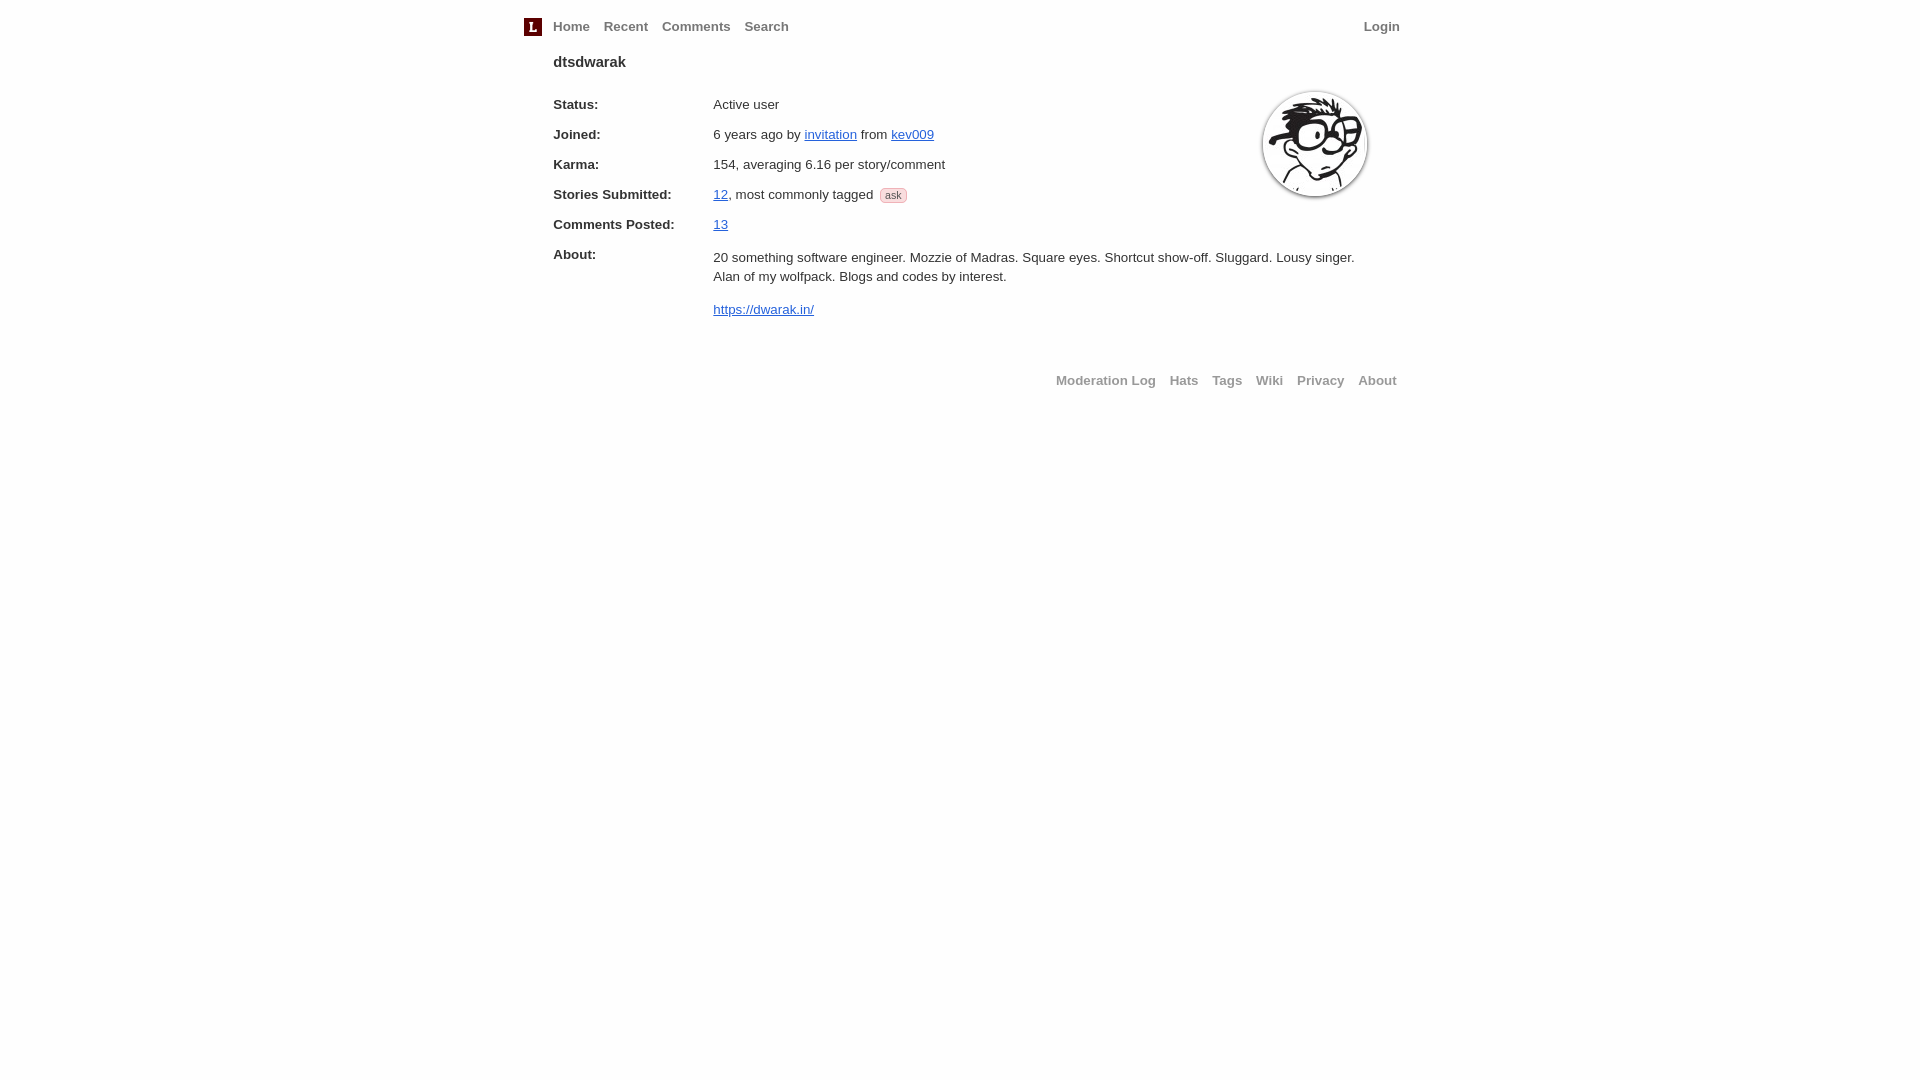 L Home Recent Comments Search Login
dtsdwarak
Status: Active user
Joined: 6 years ago by invitation from kev009
Karma: 154, averaging 6.16 per story/comment
Stories Submitted: 12, most commonly tagged ask
Comments Posted: 13
About: 20 something software engineer. Mozzie of Madras. Square eyes. Shortcut show-off. Sluggard. Lousy singer.
Alan of my wolfpack. Blogs and codes by interest.
https://dwarak.in/
Moderation Log Hats Tags Wiki Privacy About